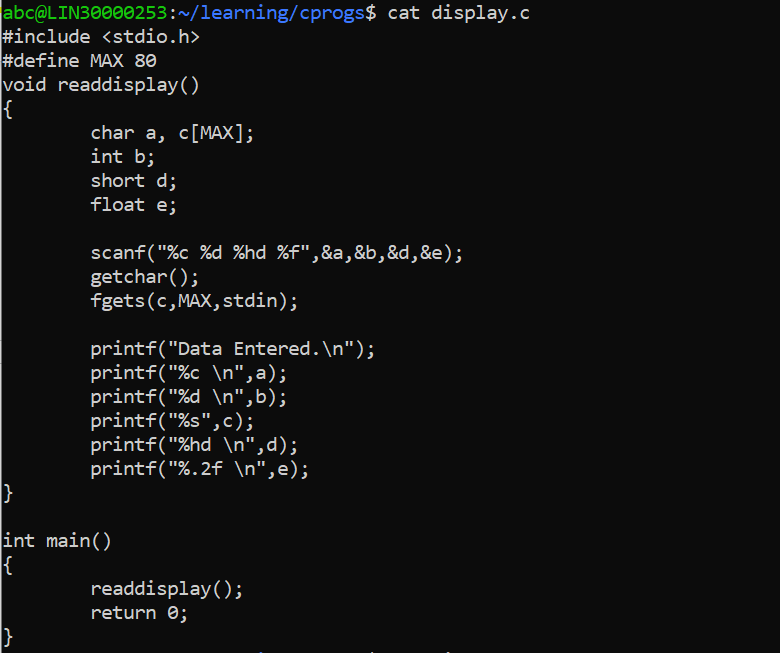 abc@LIN30000253:~/learning/cprogs$ cat display.c
#include <stdio.h>
#define MAX 80
void readdisplay()
{
        char a, c[MAX];
        int b;
        short d;
        float e;

        scanf("%c %d %hd %f",&a,&b,&d,&e);
        getchar();
        fgets(c,MAX,stdin);

        printf("Data Entered.\n");
        printf("%c \n",a);
        printf("%d \n",b);
        printf("%s",c);
        printf("%hd \n",d);
        printf("%.2f \n",e);
}

int main()
{
        readdisplay();
        return 0;
}